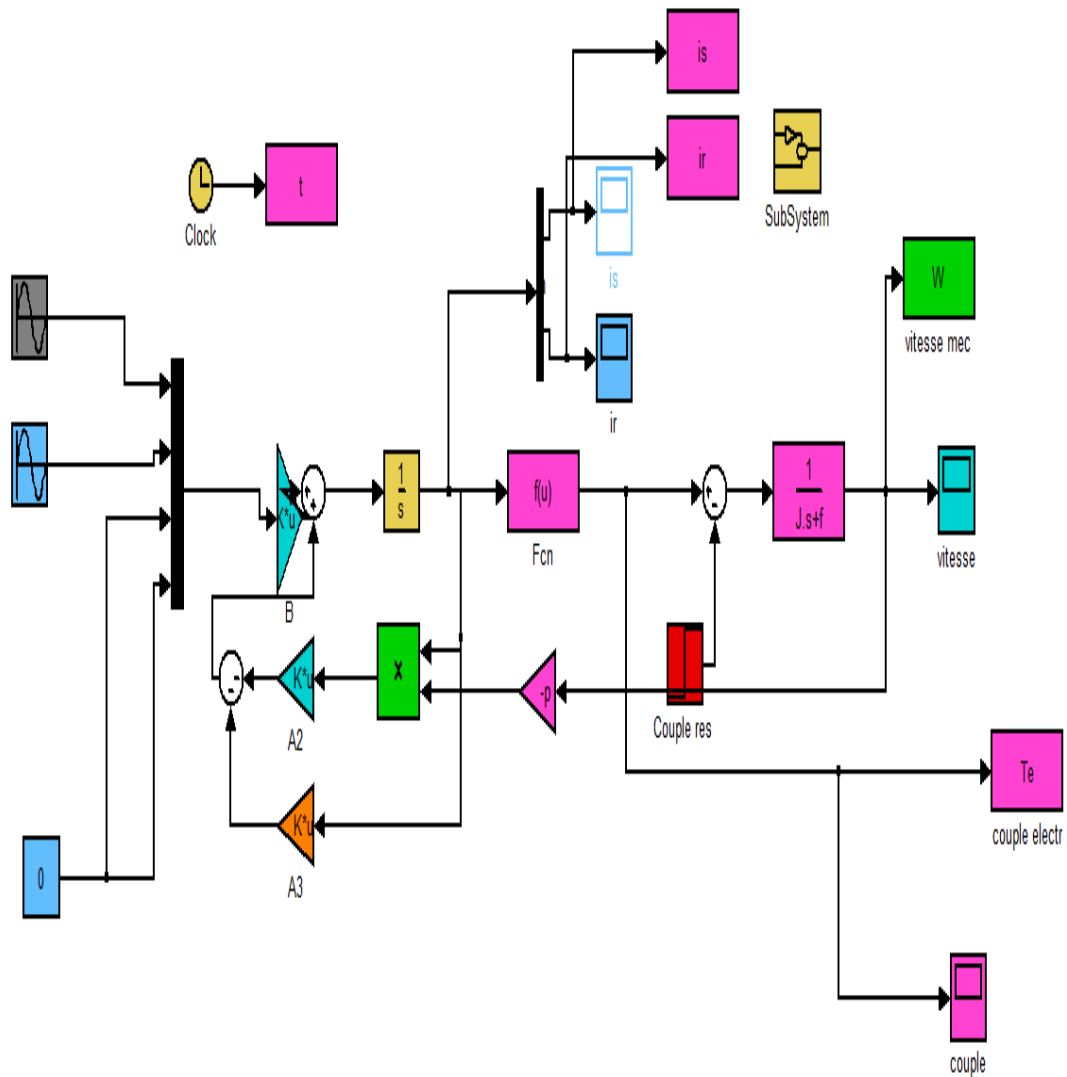 is
ir
SubSystem
t
Clock
is
W
vitesse mec
ir
K*u
B
1
s
f(u)
Fcn
1
J.s+f
vitesse
K*u
A2
x
-p
Couple res
Te
couple electr
K*u
A3
0
couple